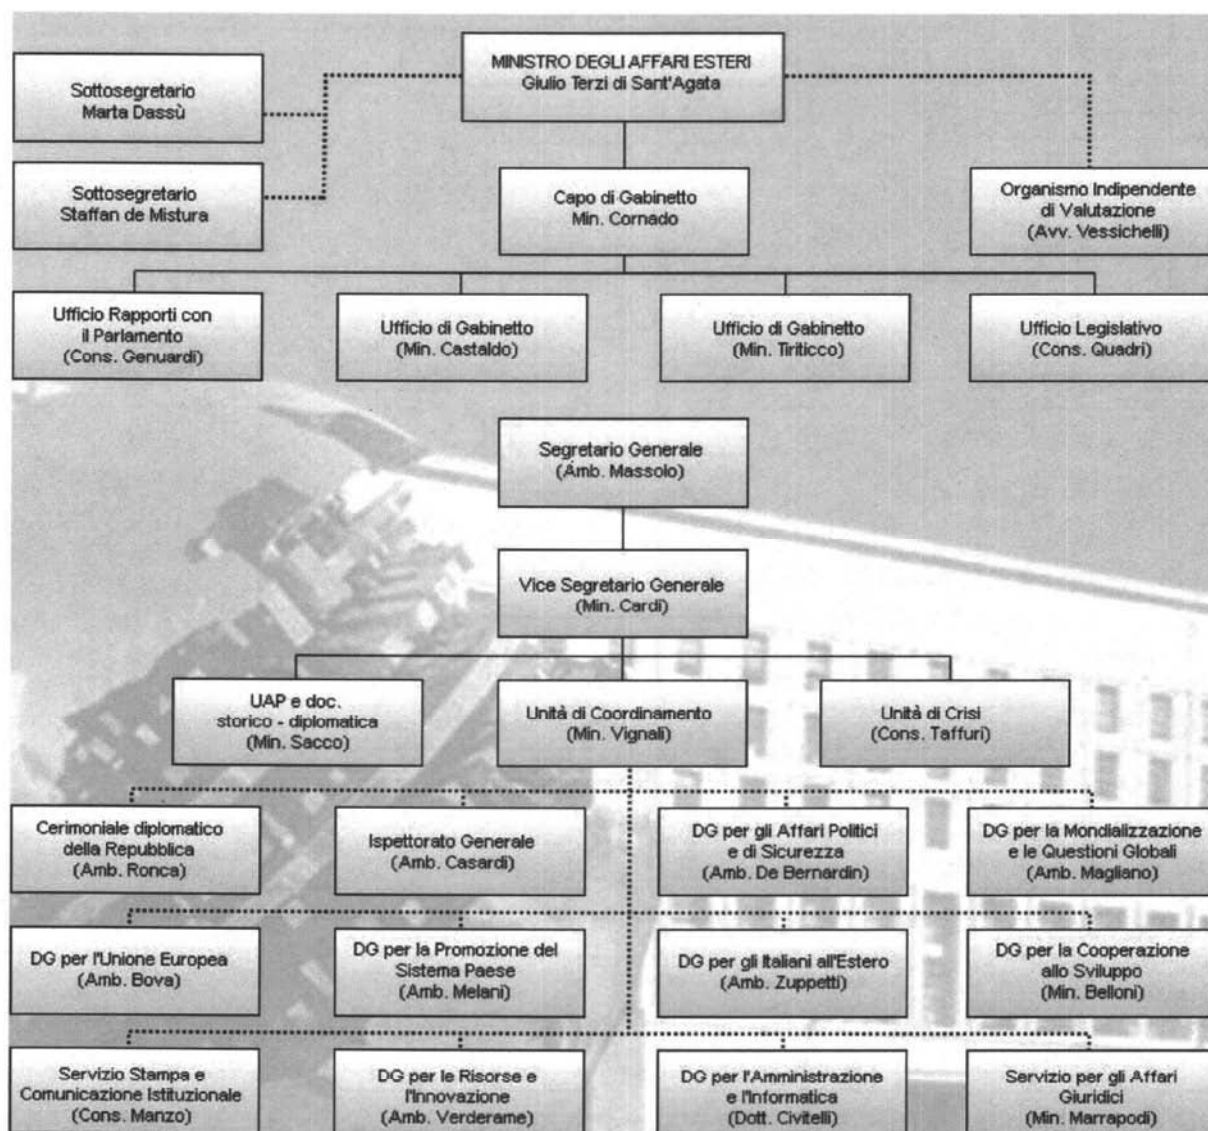 MINISTRO DEGLI AFFARI ESTERI
Giulio Terzi di Sant'Agata
Sottosegretario
Marta Dassù
Sottosegretario
Staffan de Mistura
Capo di Gabinetto
Min. Cornado
Organismo Indipendente
di Valutazione
(Avv. Vessichelli)
Ufficio Rapporti con
il Parlamento
(Cons. Genuardi)
Ufficio di Gabinetto
(Min. Castaldo)
Ufficio di Gabinetto
(Min. Tiriticco)
Ufficio Legislativo
(Cons. Quadri)
Segretario Generale
(Amb. Massolo)
Vice Segretario Generale
(Min. Cardi)
UAP e doc.
storico - diplomatica
(Min. Sacco)
Unità di Coordinamento
(Min. Vignali)
Unità di Crisi
(Cons. Taffuri)
Cerimoniale diplomatico
della Repubblica
(Amb. Ronca)
Ispettorato Generale
(Amb. Casardi)
DG per gli Affari Politici
e di Sicurezza
(Amb. De Bernardin)
DG per la Mondializzazione
e le Questioni Globali
(Amb. Magliano)
DG per l'Unione Europea
(Amb. Bova)
DG per la Promozione del
Sistema Paese
(Amb. Melani)
DG per gli Italiani all'Estero
(Amb. Zuppetti)
DG per la Cooperazione
allo Sviluppo
(Min. Belloni)
Servizio Stampa e
Comunicazione Istituzionale
(Cons. Manzo)
DG per le Risorse e
l'Innovazione
(Amb. Verderame)
DG per l'Amministrazione
e l'Informatica
(Dott. Civitelli)
Servizio per gli Affari
Giuridici
(Min. Marrapodi)